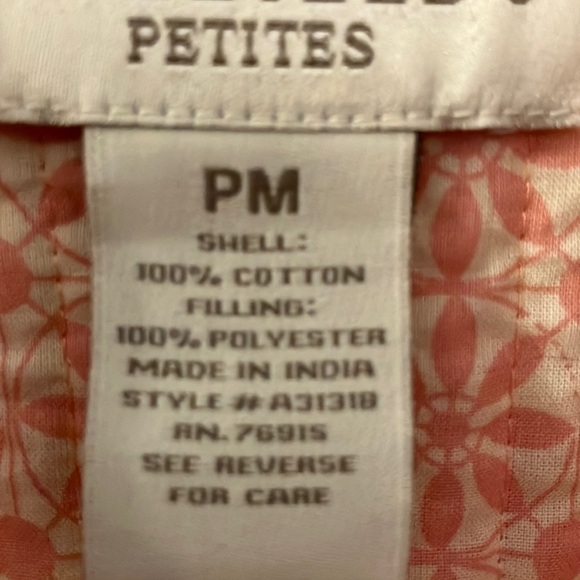 PETITES
PM
SHELL:
100% COTTON
FILLING:
100% POLYESTER
MADE IN INDIA
STYLE # A31318
RN. 76915
SEE REVERSE
FOR CARE